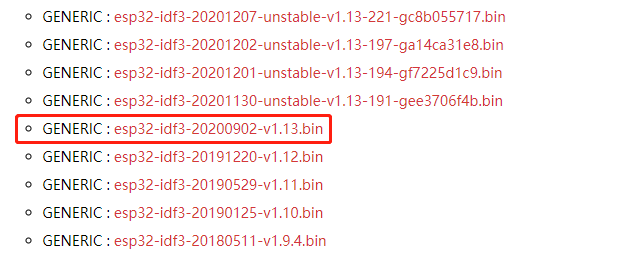 GENERIC : esp32-idf3-20201207-unstable-v1.13-221-gc8b055717.bin
GENERIC : esp32-idf3-20201202-unstable-v1.13-197-ga14ca31e8.bin
GENERIC : esp32-idf3-20201201-unstable-v1.13-194-gf7225d1c9.bin
GENERIC : esp32-idf3-20201130-unstable-v1.13-191-gee3706f4b.bin
GENERIC : esp32-idf3-20200902-v1.13.bin
GENERIC : esp32-idf3-20191220-v1.12.bin
GENERIC : esp32-idf3-20190529-v1.11.bin
GENERIC : esp32-idf3-20190125-v1.10.bin
GENERIC : esp32-idf3-20180511-v1.9.4.bin